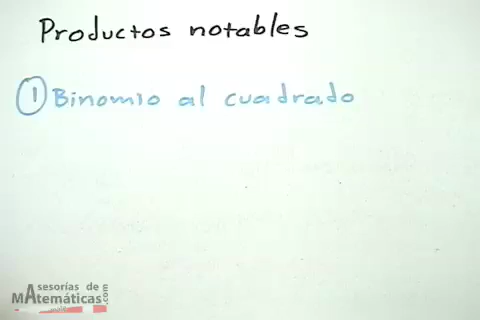 Productos notables
① Binomio al cuadrado
Asesorías de
Matemáticas.com